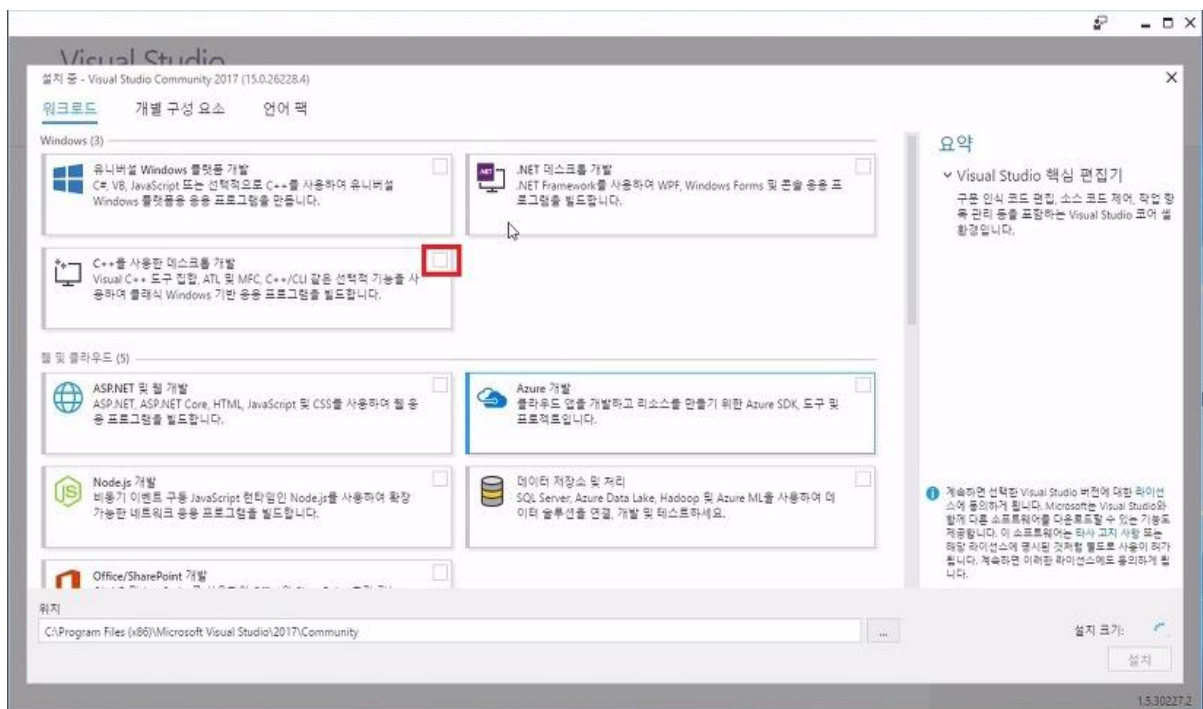 Visual Studio
설치 중 - Visual Studio Community 2017 (15.0.26228.4)
워크로드 개별 구성 요소 언어 팩
Windows (3)
유니버설 Windows 플랫폼 개발
C#, VB, JavaScript 또는 선택적으로 C++를 사용하여 유니버설
Windows 플랫폼용 응용 프로그램을 만듭니다.
.NET 데스크톱 개발
.NET Framework를 사용하여 WPF, Windows Forms 및 콘솔 응용 프
로그램을 빌드합니다.
C++를 사용한 데스크톱 개발
Visual C++ 도구 집합, ATL 및 MFC, C++/CLI 같은 선택적 기능을 사
용하여 클래식 Windows 기반 응용 프로그램을 빌드합니다.
웹 및 클라우드 (5)
ASP.NET 및 웹 개발
ASP.NET, ASP.NET Core, HTML, JavaScript 및 CSS를 사용하여 웹 응
용 프로그램을 빌드합니다.
Azure 개발
클라우드 앱을 개발하고 리소스를 만들기 위한 Azure SDK, 도구 및
프로젝트입니다.
Node.js 개발
비동기 이벤트 구동 JavaScript 런타임인 Node.js를 사용하여 확장
가능한 네트워크 응용 프로그램을 빌드합니다.
데이터 저장소 및 처리
SQL Server, Azure Data Lake, Hadoop 및 Azure ML을 사용하여 데
이터 솔루션을 연결, 개발 및 테스트하세요.
Office/SharePoint 개발
요약
Visual Studio 핵심 편집기
구문 인식 코드 편집, 소스 코드 제어, 작업 항
목 관리 등을 포함하는 Visual Studio 코어 셸
환경입니다.
계속하면 선택한 Visual Studio 버전에 대한 라이선
스에 동의하게 됩니다. Microsoft는 Visual Studio와
함께 다른 소프트웨어를 다운로드할 수 있는 기능도
제공합니다. 이 소프트웨어는 타사 고지 사항 또는
해당 라이선스에 명시된 것처럼 별도로 사용이 허가
됩니다. 계속하면 이러한 라이선스에도 동의하게 됩
니다.
위치
C:\Program Files (x86)\Microsoft Visual Studio\2017\Community
...
설치 크기:
설치
1.5.30227.2